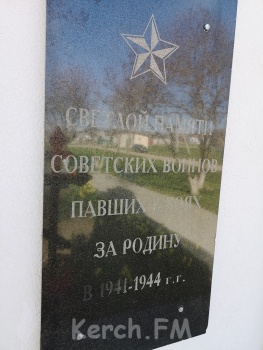 СВЕТЛОЙ ПАМЯТИ
СОВЕТСКИХ ВОИНОВ
ПАВШИХ В БОЯХ
ЗА РОДИНУ
В 1941-1944 г.г.
Kerch.FM